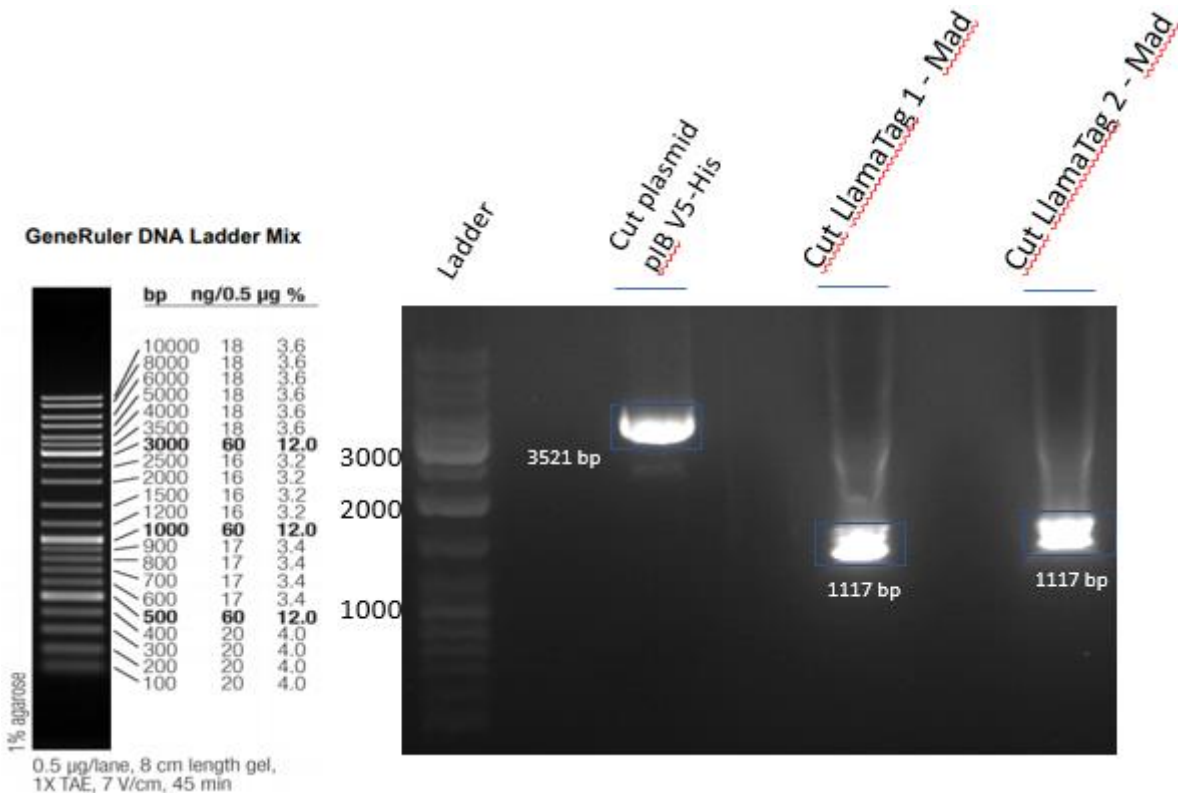 GeneRuler DNA Ladder Mix
bp ng/0.5 µg %
10000 18 3.6
8000 18 3.6
6000 18 3.6
5000 18 3.6
4000 18 3.6
3500 18 3.6
3000 60 12.0
2500 16 3.2
2000 16 3.2
1500 16 3.2
1200 16 3.2
1000 60 12.0
900 17 3.4
800 17 3.4
700 17 3.4
600 17 3.4
500 60 12.0
400 20 4.0
300 20 4.0
200 20 4.0
100 20 4.0
1% agarose
0.5 µg/lane, 8 cm length gel,
1X TAE, 7 V/cm, 45 min
Ladder
Cut plasmid
pIB V5-His
Cut LlamaTag 1 - Mad
Cut LlamaTag 2 - Mad
3000
2000
1000
3521 bp
1117 bp
1117 bp